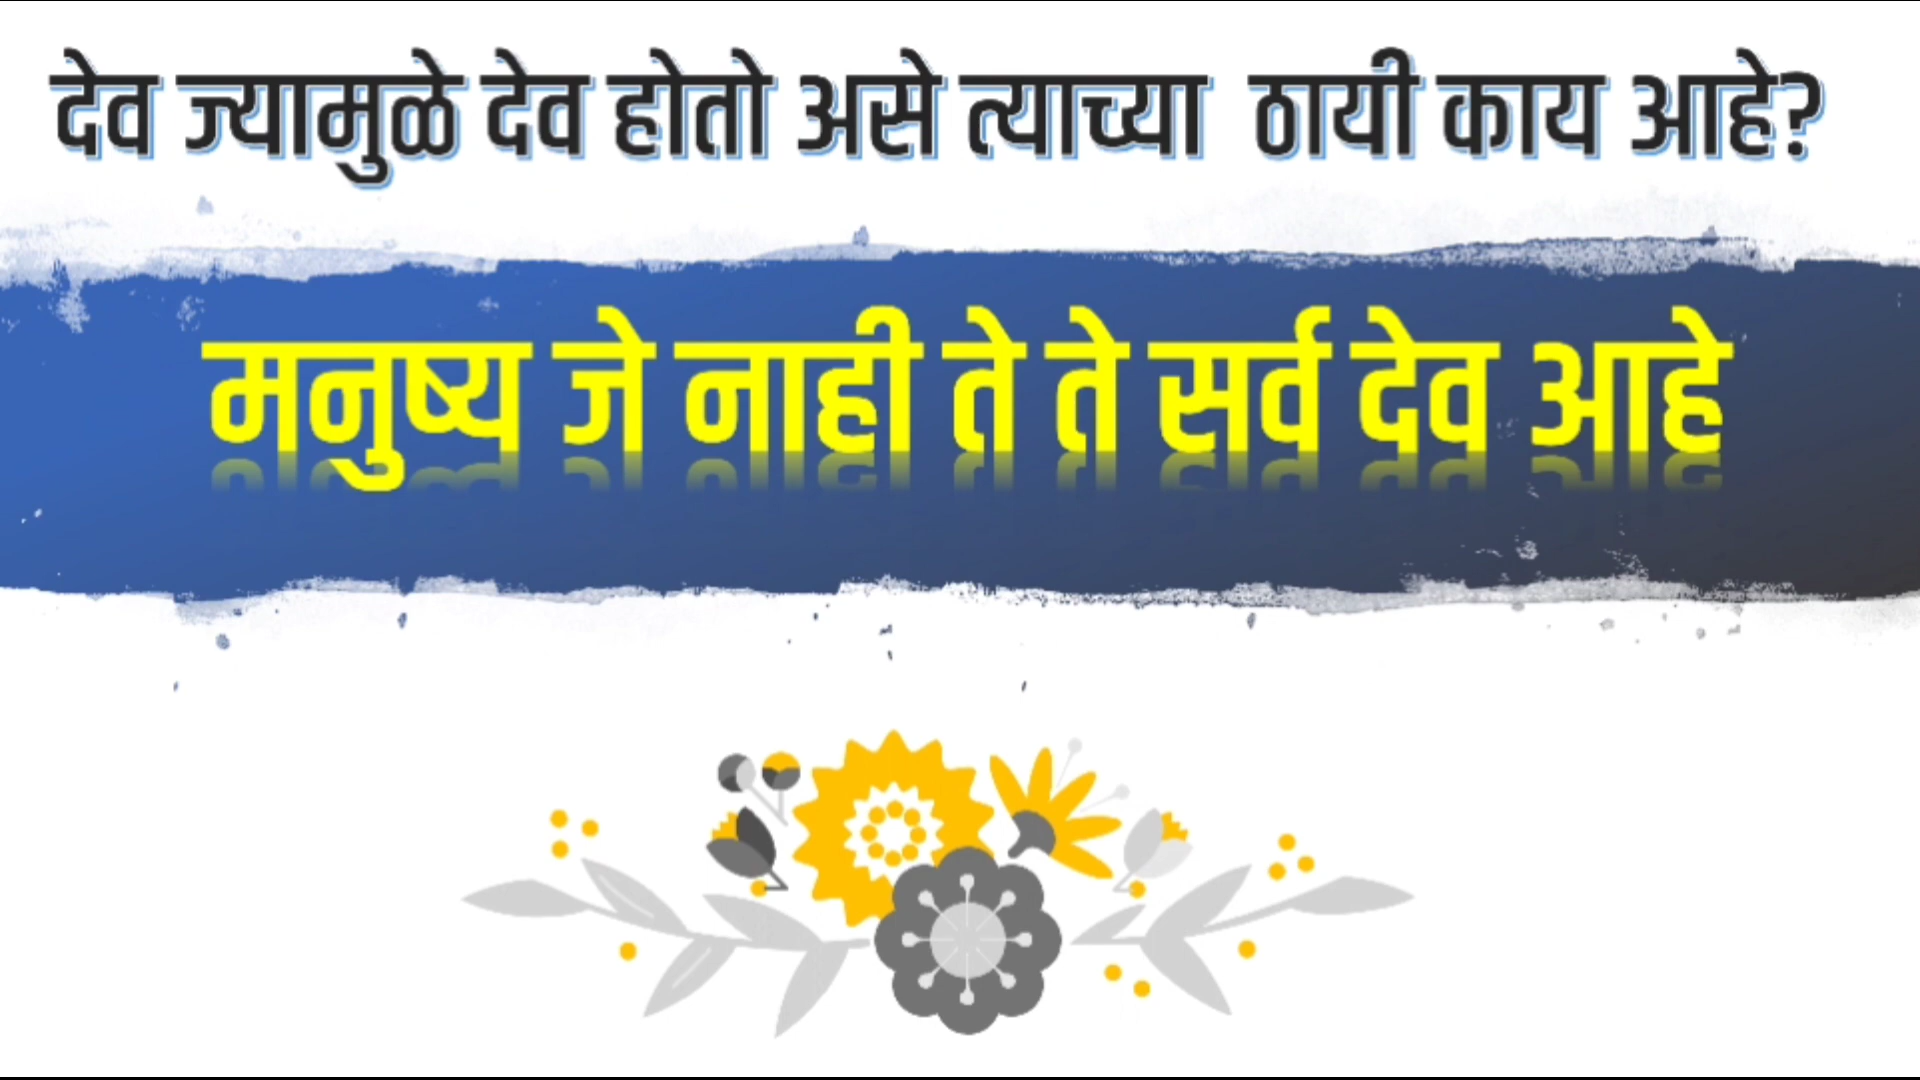 देव ज्यामुळे देव होतो असे त्याच्या ठायी काय आहे?
मनुष्य जे नाही ते ते सर्व देव आहे